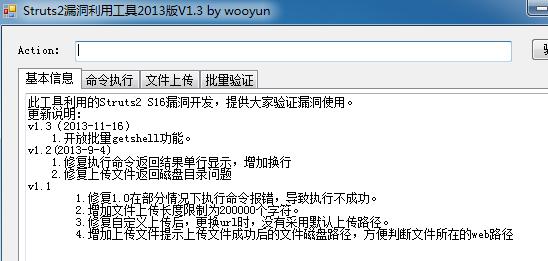 Struts2漏洞利用工具2013版V1.3 by wooyun
Action:
基本信息 命令执行 文件上传 批量验证
此工具利用的Struts2 S16漏洞开发，提供大家验证漏洞使用。
更新说明:
v1.3（2013-11-16）
1.开放批量getshell功能。
v1.2(2013-9-4)
1.修复执行命令返回结果单行显示，增加换行
2.修复上传文件返回磁盘目录问题
v1.1
1.修复1.0在部分情况下执行命令报错，导致执行不成功。
2.增加文件上传长度限制为200000个字符。
3.修复自定义上传后，更换url时，没有采用默认上传路径。
4.增加上传文件提示上传文件成功后的文件磁盘路径，方便判断文件所在的web路径